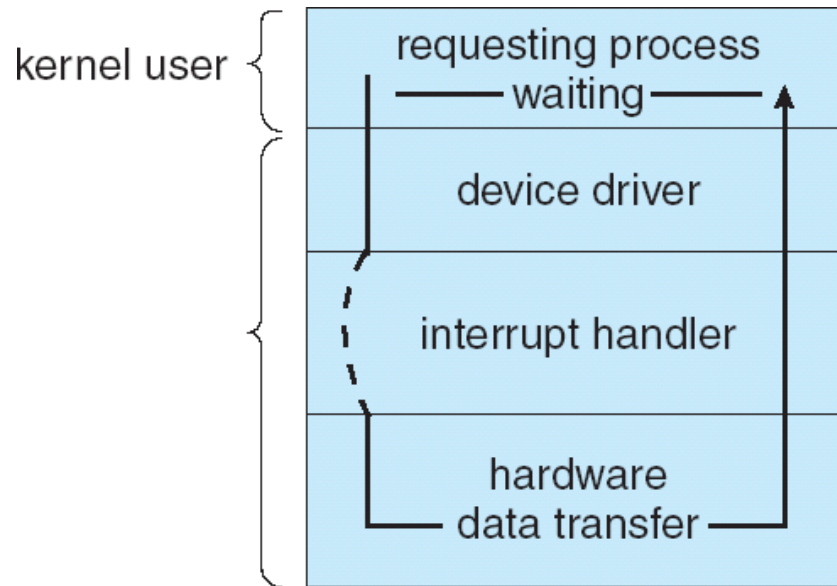 kernel user
requesting process
waiting
device driver
interrupt handler
hardware
data transfer